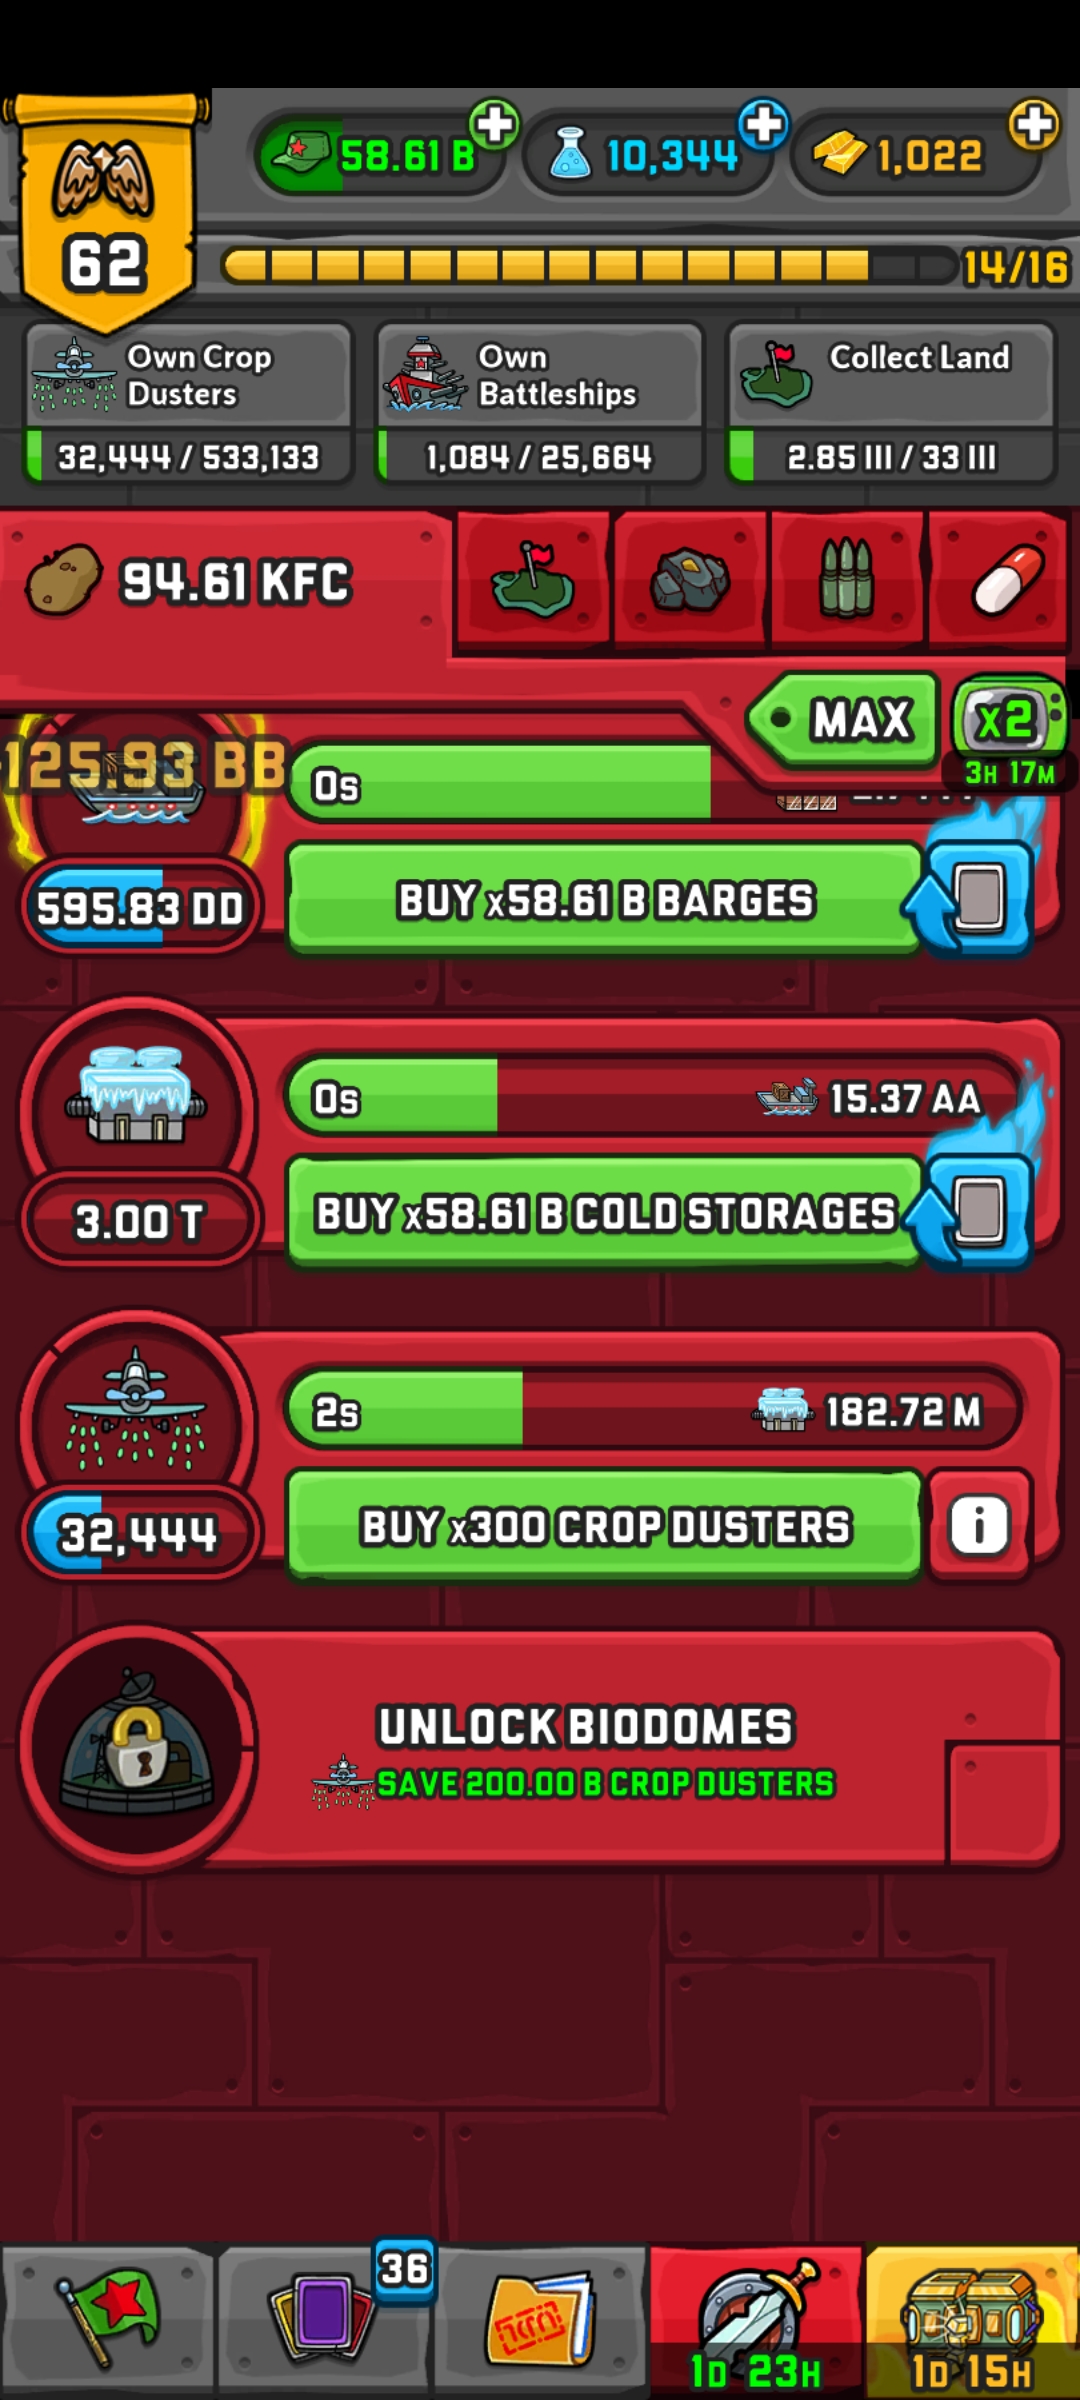 58.61 B
10,344
1,022
62
14/16
Own Crop Dusters
Own Battleships
Collect Land
32,444 / 533,133
1,084 / 25,664
2.85 III / 33 III
94.61 KFC
MAX
x2
3H 17M
125.93 BB
0s
595.83 DD
BUY x58.61 B BARGES
0s
15.37 AA
3.00 T
BUY x58.61 B COLD STORAGES
2s
182.72 M
32,444
BUY x300 CROP DUSTERS
i
UNLOCK BIODOMES
SAVE 200.00 B CROP DUSTERS
36
1D 23H
1D 15H